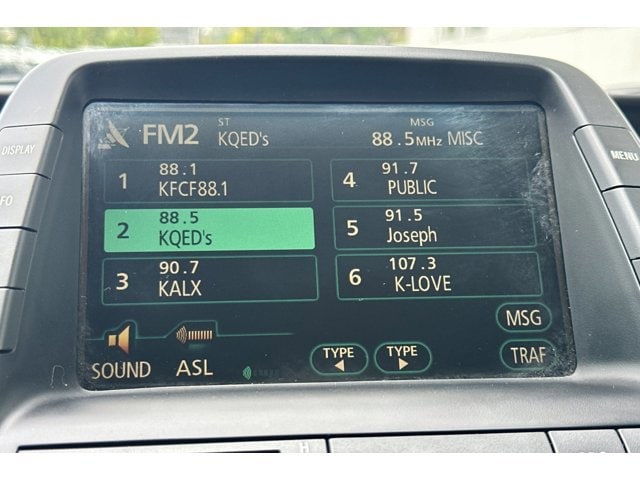 ST
MSG
FM2 KQED's 88.5MHz MISC
DISPLAY
MENU
1 88.1
KFCF88.1
4 91.7
PUBLIC
2 88.5
KQED's
5 91.5
Joseph
3 90.7
KALX
6 107.3
K-LOVE
MSG
SOUND
ASL
TYPE
TYPE
TRAF